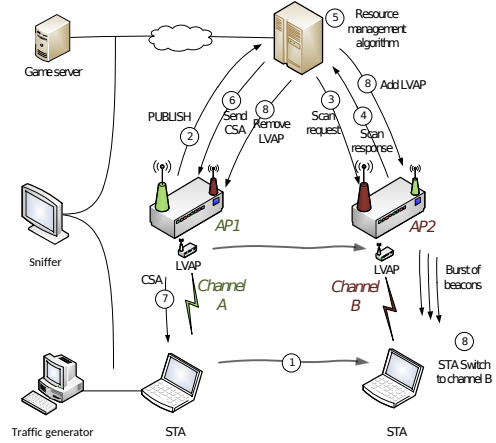 5
Resource
management
algorithm
Game server
PUBLISH
2
6
Send
CSA
8
Remove
LVAP
3
Scan
request
4
Scan
response
8
Add LVAP
AP1
AP2
LVAP
LVAP
Sniffer
CSA
7
Channel
A
Channel
B
Burst of
beacons
8
STA Switch
to channel B
1
Traffic generator
STA
STA